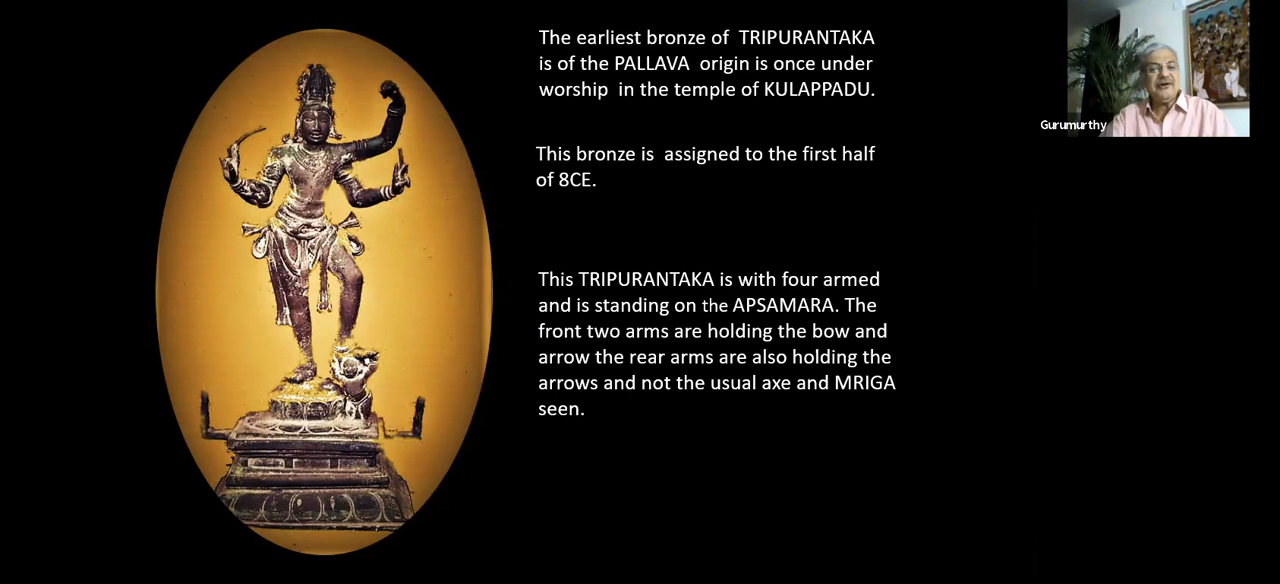 The earliest bronze of TRIPURANTAKA
is of the PALLAVA origin is once under
worship in the temple of KULAPPADU.
This bronze is assigned to the first half
of 8CE.
This TRIPURANTAKA is with four armed
and is standing on the APSAMARA. The
front two arms are holding the bow and
arrow the rear arms are also holding the
arrows and not the usual axe and MRIGA
seen.
Gurumurthy